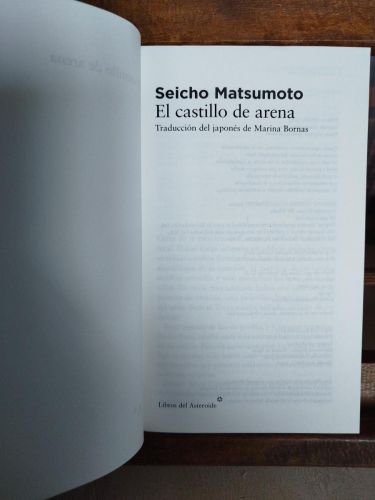 Seicho Matsumoto
El castillo de arena
Traducción del japonés de Marina Bornas
Libros del Asteroide